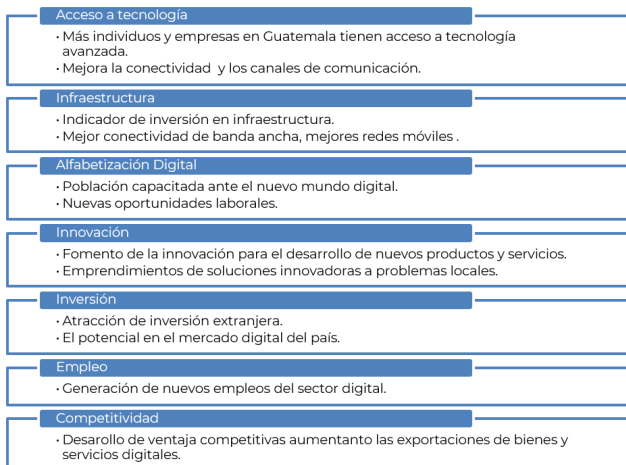 Acceso a tecnología
· Más individuos y empresas en Guatemala tienen acceso a tecnología
avanzada.
· Mejora la conectividad y los canales de comunicación.
Infraestructura
· Indicador de inversión en infraestructura.
· Mejor conectividad de banda ancha, mejores redes móviles .
Alfabetización Digital
· Población capacitada ante el nuevo mundo digital.
· Nuevas oportunidades laborales.
Innovación
· Fomento de la innovación para el desarrollo de nuevos productos y servicios.
· Emprendimientos de soluciones innovadoras a problemas locales.
Inversión
· Atracción de inversión extranjera.
· El potencial en el mercado digital del país.
Empleo
· Generación de nuevos empleos del sector digital.
Competitividad
· Desarollo de ventaja competitivas aumentanto las exportaciones de bienes y
servicios digitales.